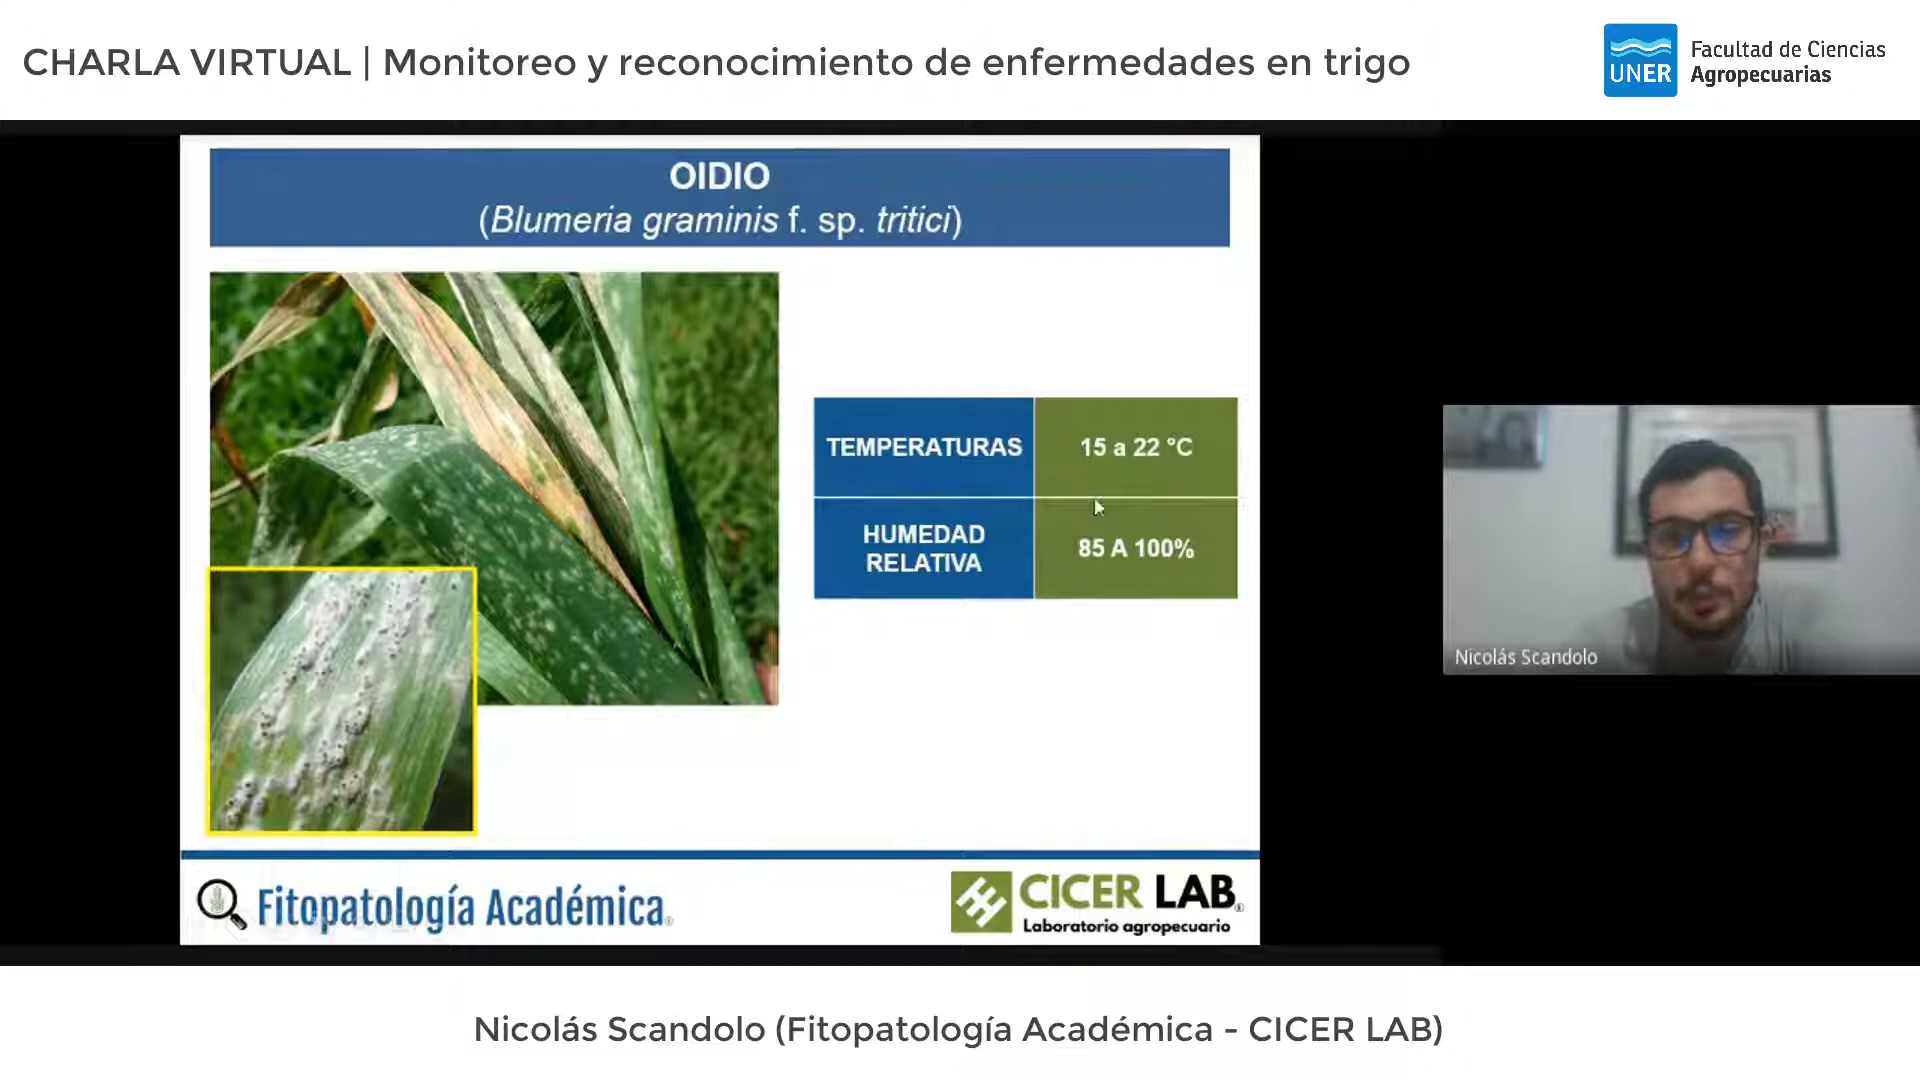 CHARLA VIRTUAL | Monitoreo y reconocimiento de enfermedades en trigo
UNER
Facultad de Ciencias
Agropecuarias
OIDIO
(Blumeria graminis f. sp. tritici)
TEMPERATURAS
15 a 22 °C
HUMEDAD
RELATIVA
85 A 100%
Nicolás Scandolo
Fitopatología Académica®
CICER LAB®
Laboratorio agropecuario
Nicolás Scandolo (Fitopatología Académica - CICER LAB)